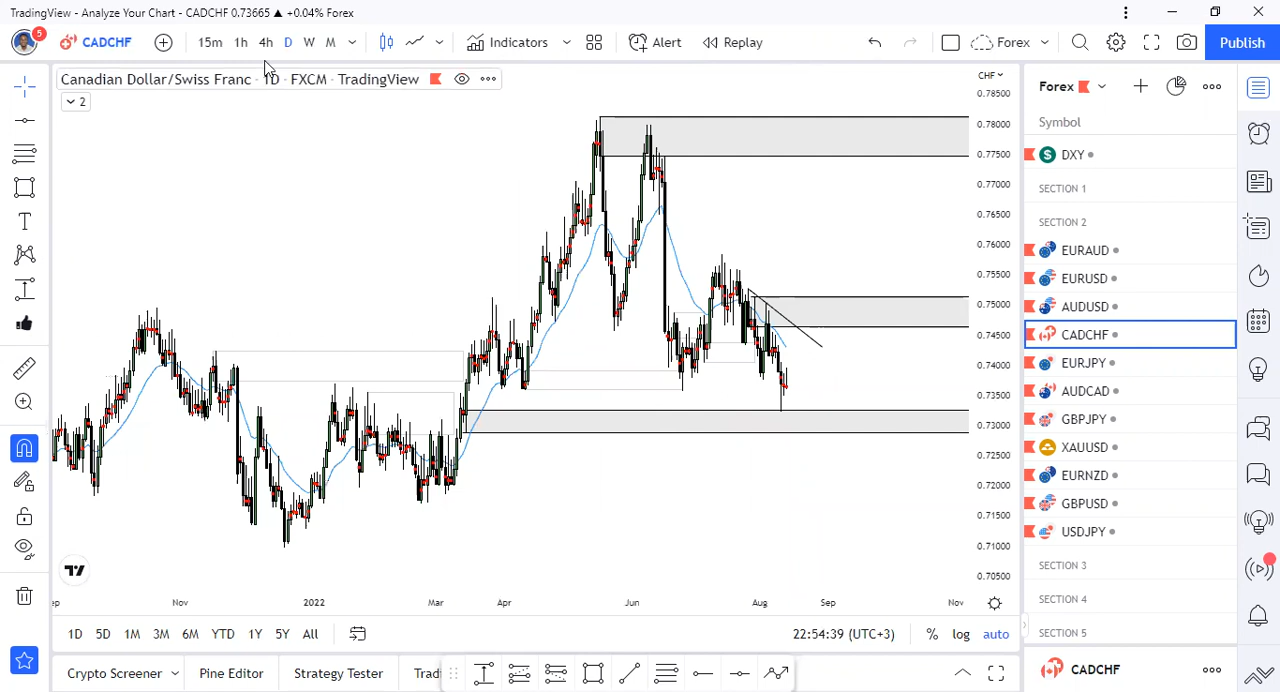 TradingView - Analyze Your Chart - CADCHF 0.73665 ▲ +0.04% Forex
5 CADCHF 15m 1h 4h D W M Indicators Alert Replay Forex Publish
Canadian Dollar/Swiss Franc · 1D · FXCM · TradingView
2
CHF
0.78500
0.78000
0.77500
0.77000
0.76500
0.76000
0.75500
0.75000
0.74500
0.74000
0.73500
0.73000
0.72500
0.72000
0.71500
0.71000
0.70500
Nov 2022 Mar Apr Jun Aug Sep Nov
1D 5D 1M 3M 6M YTD 1Y 5Y All 22:54:39 (UTC+3) % log auto
Crypto Screener Pine Editor Strategy Tester Tradi
Forex
Symbol
DXY
SECTION 1
SECTION 2
EURAUD
EURUSD
AUDUSD
CADCHF
EURJPY
AUDCAD
GBPJPY
XAUUSD
EURNZD
GBPUSD
USDJPY
SECTION 3
SECTION 4
SECTION 5
CADCHF